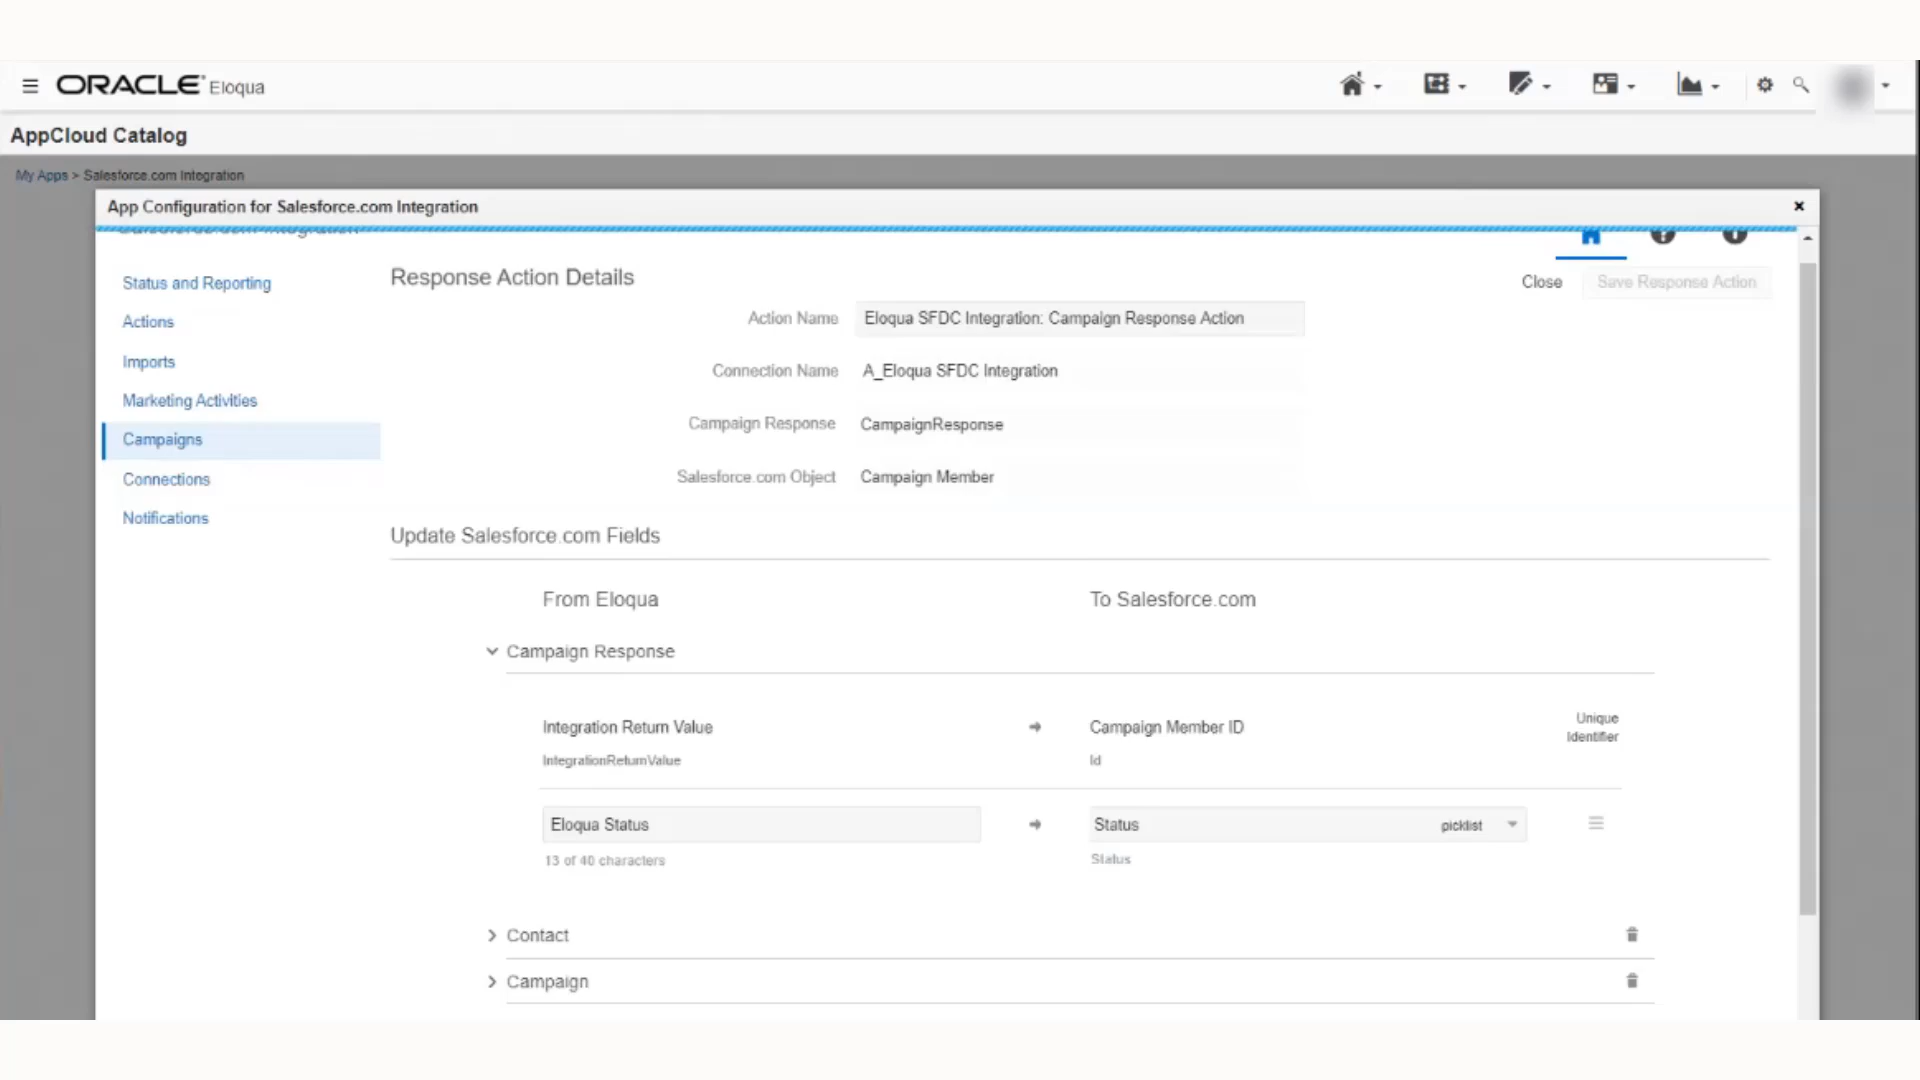 ORACLE Eloqua
AppCloud Catalog
My Apps > Salesforce.com Integration
App Configuration for Salesforce.com Integration
Salesforce.com Integration
Status and Reporting
Actions
Imports
Marketing Activities
Campaigns
Connections
Notifications
Response Action Details
Close
Save Response Action
Action Name Eloqua SFDC Integration: Campaign Response Action
Connection Name A_Eloqua SFDC Integration
Campaign Response CampaignResponse
Salesforce.com Object Campaign Member
Update Salesforce.com Fields
From Eloqua To Salesforce.com
Campaign Response
Integration Return Value Campaign Member ID Unique Identifier
IntegrationReturnValue Id
Eloqua Status Status picklist
13 of 40 characters Status
Contact
Campaign